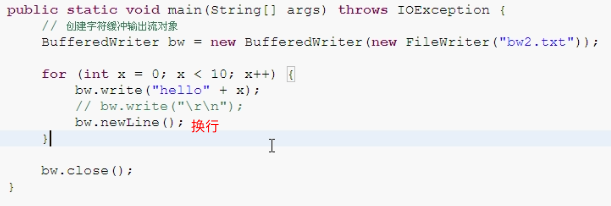 public static void main(String[] args) throws IOException {
// 创建字符缓冲输出流对象
BufferedWriter bw = new BufferedWriter(new FileWriter("bw2.txt"));
for (int x = 0; x < 10; x++) {
bw.write("hello" + x);
// bw.write("\r\n");
bw.newLine(); 换行
}
bw.close();
}